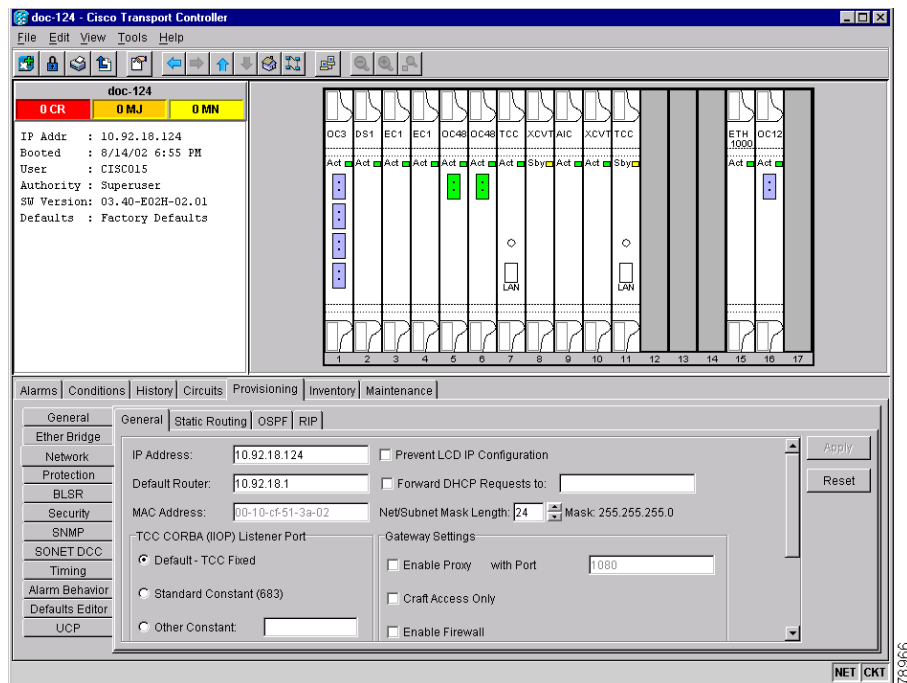 doc-124 - Cisco Transport Controller
File Edit View Tools Help
doc-124
0 CR 0 MJ 0 MN
IP Addr : 10.92.18.124
Booted : 8/14/02 6:55 PM
User : CISCO15
Authority : Superuser
SW Version: 03.40-E02H-02.01
Defaults : Factory Defaults
OC3 DS1 EC1 EC1 OC48 OC48 TCC XCVT AIC XCVT TCC ETH 1000 OC12
Act Act Act Act Act Act Act Sby Act Act Sby Act Act
LAN LAN
1 2 3 4 5 6 7 8 9 10 11 12 13 14 15 16 17
Alarms Conditions History Circuits Provisioning Inventory Maintenance
General
Ether Bridge
Network
Protection
BLSR
Security
SNMP
SONET DCC
Timing
Alarm Behavior
Defaults Editor
UCP
General Static Routing OSPF RIP
IP Address: 10.92.18.124 Prevent LCD IP Configuration
Default Router: 10.92.18.1 Forward DHCP Requests to:
MAC Address: 00-10-cf-51-3a-02 Net/Subnet Mask Length: 24 Mask: 255.255.255.0
TCC CORBA (IIOP) Listener Port
Default - TCC Fixed
Standard Constant (683)
Other Constant:
Gateway Settings
Enable Proxy with Port 1080
Craft Access Only
Enable Firewall
Apply
Reset
NET CKT
78966